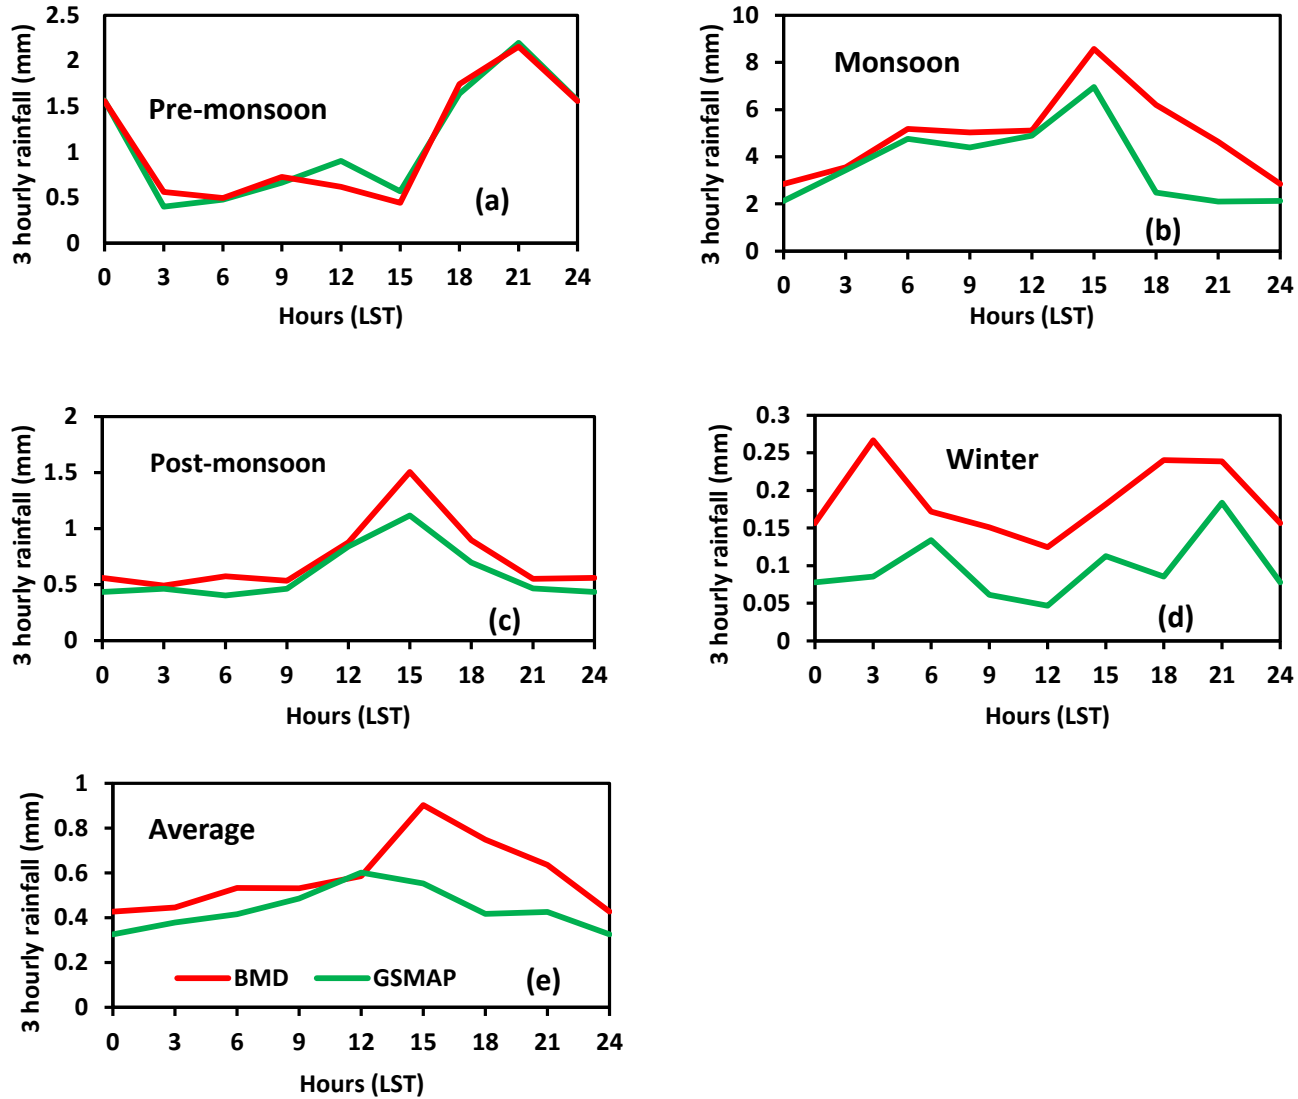 3 hourly rainfall (mm)
2.5
2
1.5
1
0.5
0
Pre-monsoon
(a)
0 3 6 9 12 15 18 21 24
Hours (LST)
3 hourly rainfall (mm)
10
8
6
4
2
0
Monsoon
(b)
0 3 6 9 12 15 18 21 24
Hours (LST)
3 hourly rainfall (mm)
2
1.5
1
0.5
0
Post-monsoon
(c)
0 3 6 9 12 15 18 21 24
Hours (LST)
3 hourly rainfall (mm)
0.3
0.25
0.2
0.15
0.1
0.05
0
Winter
(d)
0 3 6 9 12 15 18 21 24
Hours (LST)
3 hourly rainfall (mm)
1
0.8
0.6
0.4
0.2
0
Average
BMD GSMAP
(e)
0 3 6 9 12 15 18 21 24
Hours (LST)